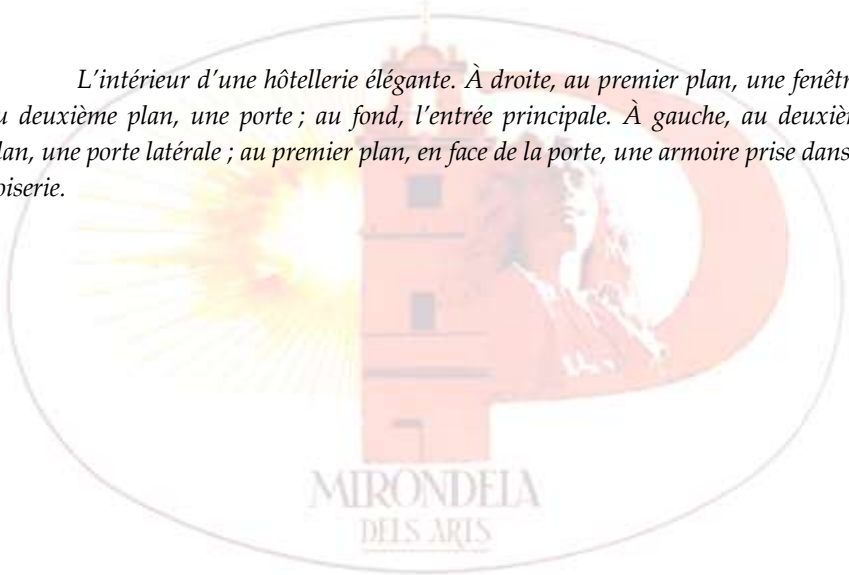 L’intérieur d’une hôtellerie élégante. À droite, au premier plan, une fenêtr
u deuxième plan, une porte ; au fond, l’entrée principale. À gauche, au deuxièm
lan, une porte latérale ; au premier plan, en face de la porte, une armoire prise dans
oiserie.
MIRONDELA
DELS ARTS